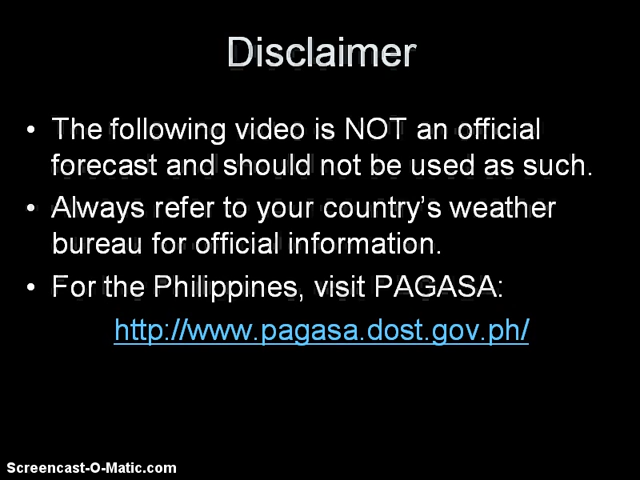 Disclaimer
• The following video is NOT an official
forecast and should not be used as such.
• Always refer to your country's weather
bureau for official information.
• For the Philippines, visit PAGASA:
http://www.pagasa.dost.gov.ph/
Screencast-O-Matic.com